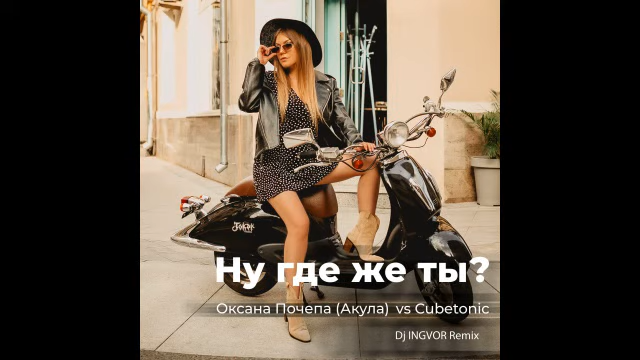 Ну где же ты?
Оксана Почепа (Акула) vs Cubetonic
Dj INGVOR Remix